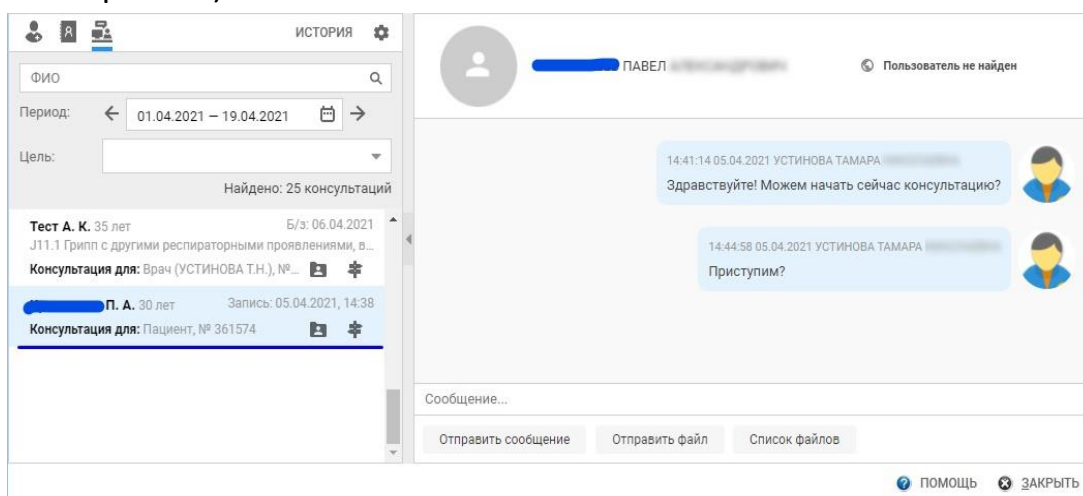 ИСТОРИЯ
ФИО
Период: 01.04.2021 — 19.04.2021
Цель:
Найдено: 25 консультаций
Тест А. К. 35 лет Б/з: 06.04.2021
J11.1 Грипп с другими респираторными проявлениями, в...
Консультация для: Врач (УСТИНОВА Т.Н.), №...
П. А. 30 лет Запись: 05.04.2021, 14:38
Консультация для: Пациент, № 361574
ПАВЕЛ Пользователь не найден
14:41:14 05.04.2021 УСТИНОВА ТАМАРА
Здравствуйте! Можем начать сейчас консультацию?
14:44:58 05.04.2021 УСТИНОВА ТАМАРА
Приступим?
Сообщение...
Отправить сообщение Отправить файл Список файлов
ПОМОЩЬ ЗАКРЫТЬ